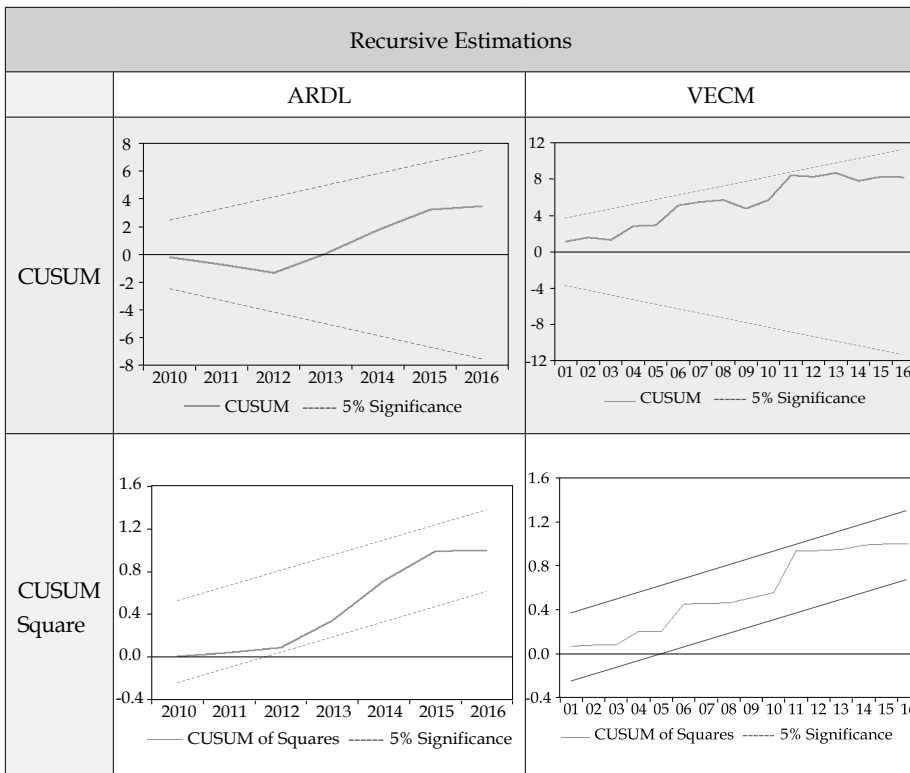 Recursive Estimations
ARDL
VECM
CUSUM
8
6
4
2
0
-2
-4
-6
-8
2010 2011 2012 2013 2014 2015 2016
CUSUM ------ 5% Significance
12
8
4
0
-4
-8
-12
01 02 03 04 05 06 07 08 09 10 11 12 13 14 15 16
CUSUM ------ 5% Significance
CUSUM
Square
1.6
1.2
0.8
0.4
0.0
-0.4
2010 2011 2012 2013 2014 2015 2016
CUSUM of Squares ------ 5% Significance
1.6
1.2
0.8
0.4
0.0
-0.4
01 02 03 04 05 06 07 08 09 10 11 12 13 14 15 16
CUSUM of Squares ------ 5% Significance